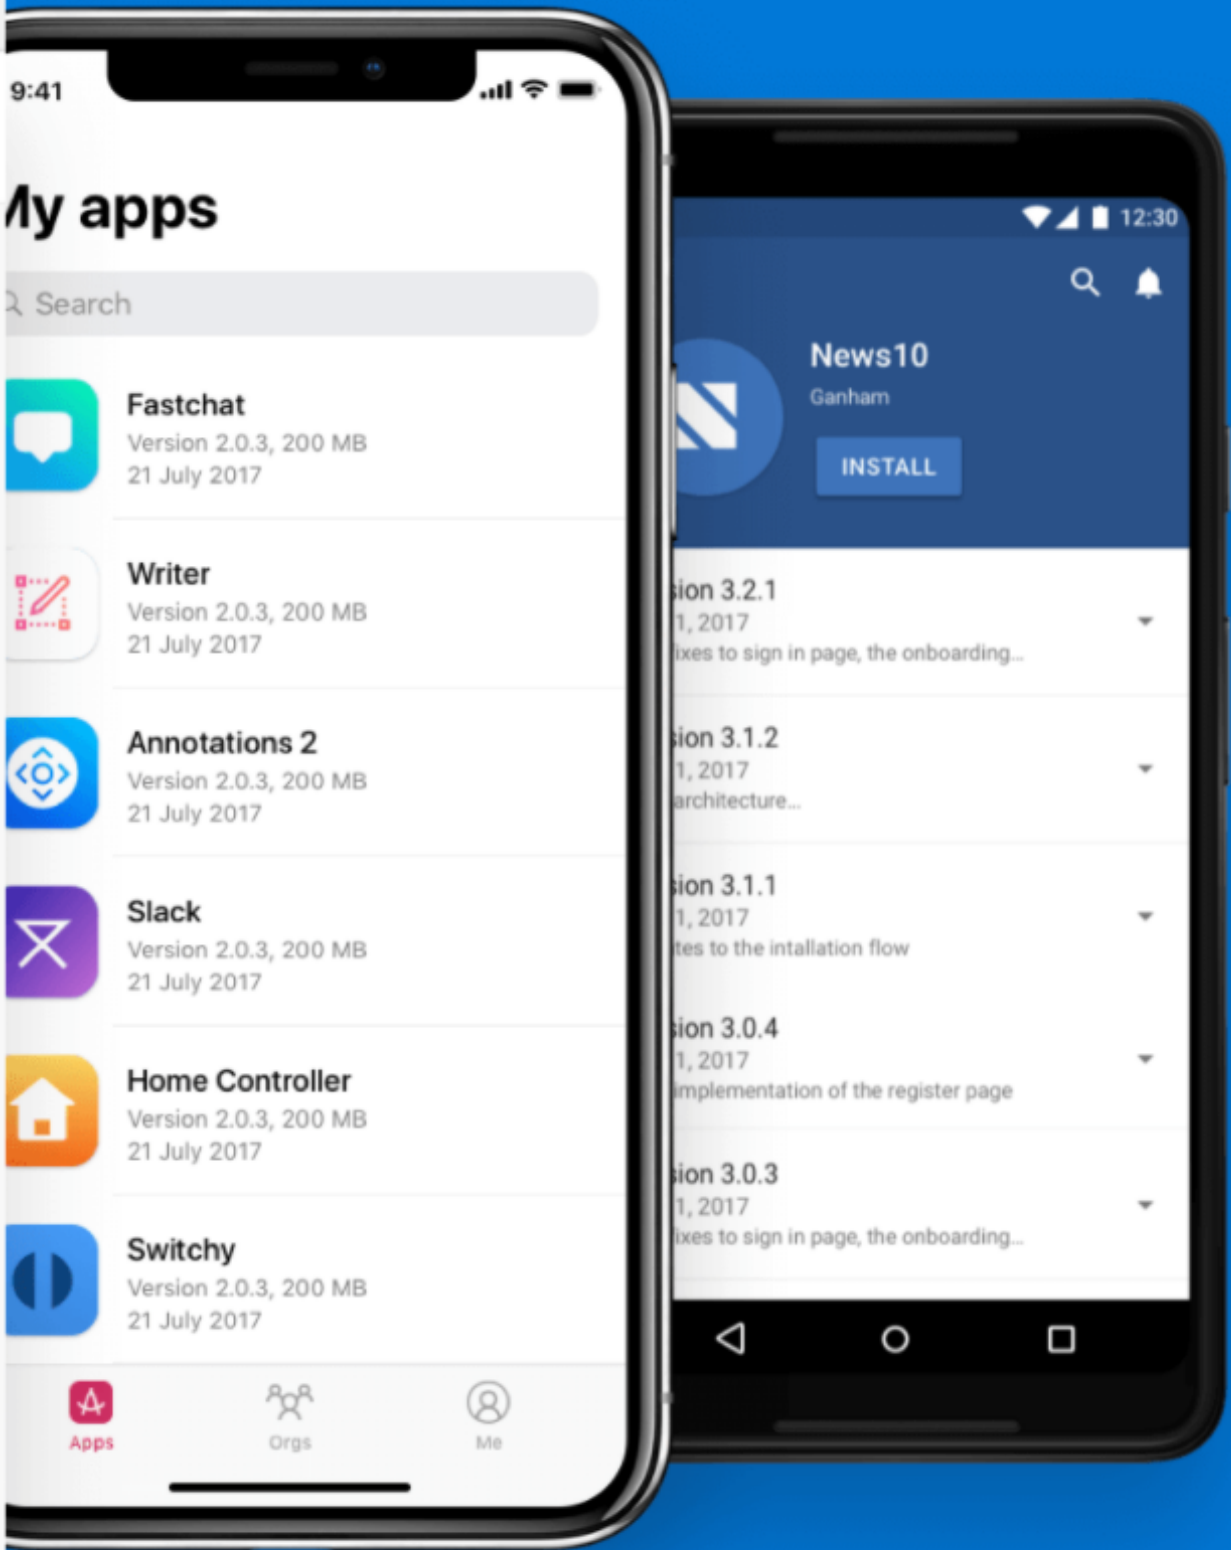 9:41
My apps
Search
Fastchat
Version 2.0.3, 200 MB
21 July 2017
Writer
Version 2.0.3, 200 MB
21 July 2017
Annotations 2
Version 2.0.3, 200 MB
21 July 2017
Slack
Version 2.0.3, 200 MB
21 July 2017
Home Controller
Version 2.0.3, 200 MB
21 July 2017
Switchy
Version 2.0.3, 200 MB
21 July 2017
Apps Orgs Me
12:30
News10
Ganham
INSTALL
sion 3.2.1
1, 2017
ixes to sign in page, the onboarding...
sion 3.1.2
1, 2017
architecture...
sion 3.1.1
1, 2017
tes to the intallation flow
sion 3.0.4
1, 2017
implementation of the register page
sion 3.0.3
1, 2017
ixes to sign in page, the onboarding...